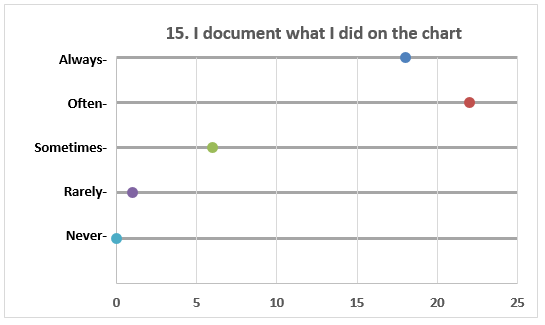 15. I document what I did on the chart
Always-
Often-
Sometimes-
Rarely-
Never-
0 5 10 15 20 25